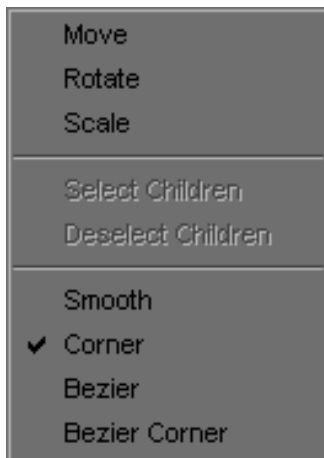 Move
Rotate
Scale
Select Children
Deselect Children
Smooth
Corner
Bezier
Bezier Corner